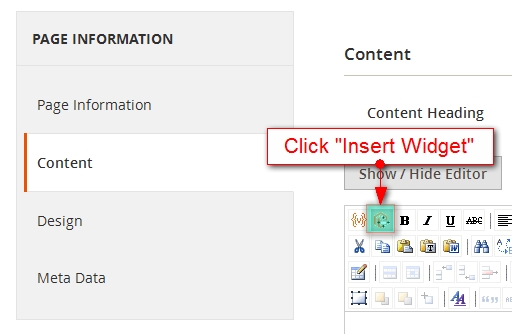 PAGE INFORMATION
Page Information
Content
Design
Meta Data
Content
Content Heading
Click "Insert Widget"
Show / Hide Editor
B I U ABC